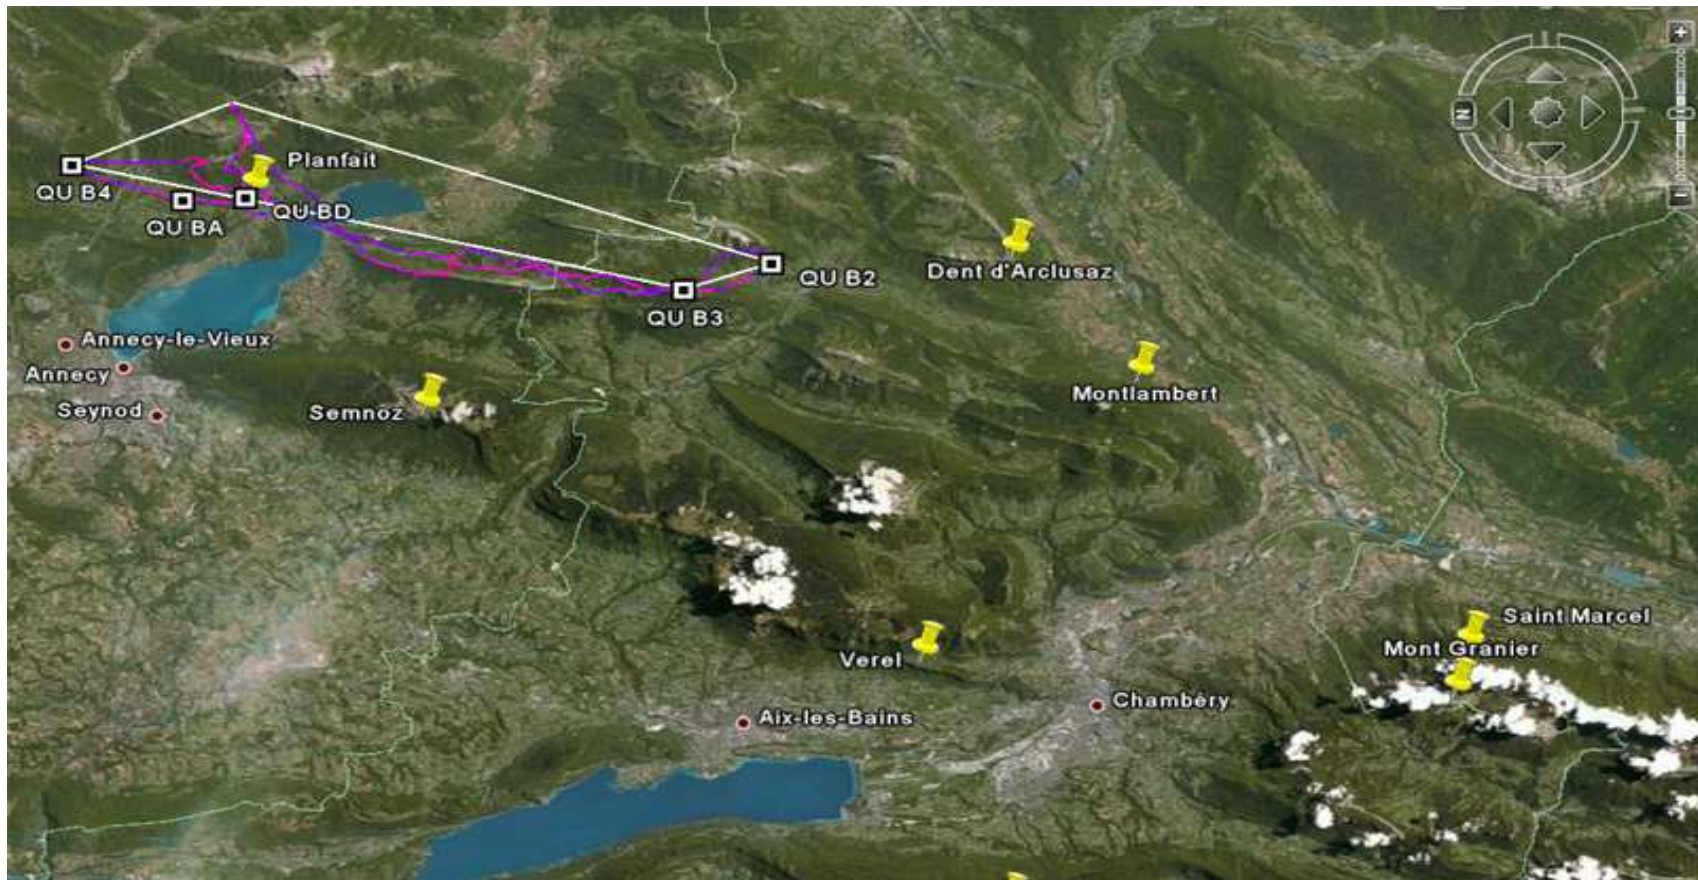 Planfait
QU B4
QU BA
QU BD
QU B2
QU B3
Dent d'Arclusaz
Annecy-le-Vieux
Annecy
Seynod
Semnoz
Montlambert
Saint Marcel
Mont Granier
Verel
Chambéry
Aix-les-Bains
N
+
−